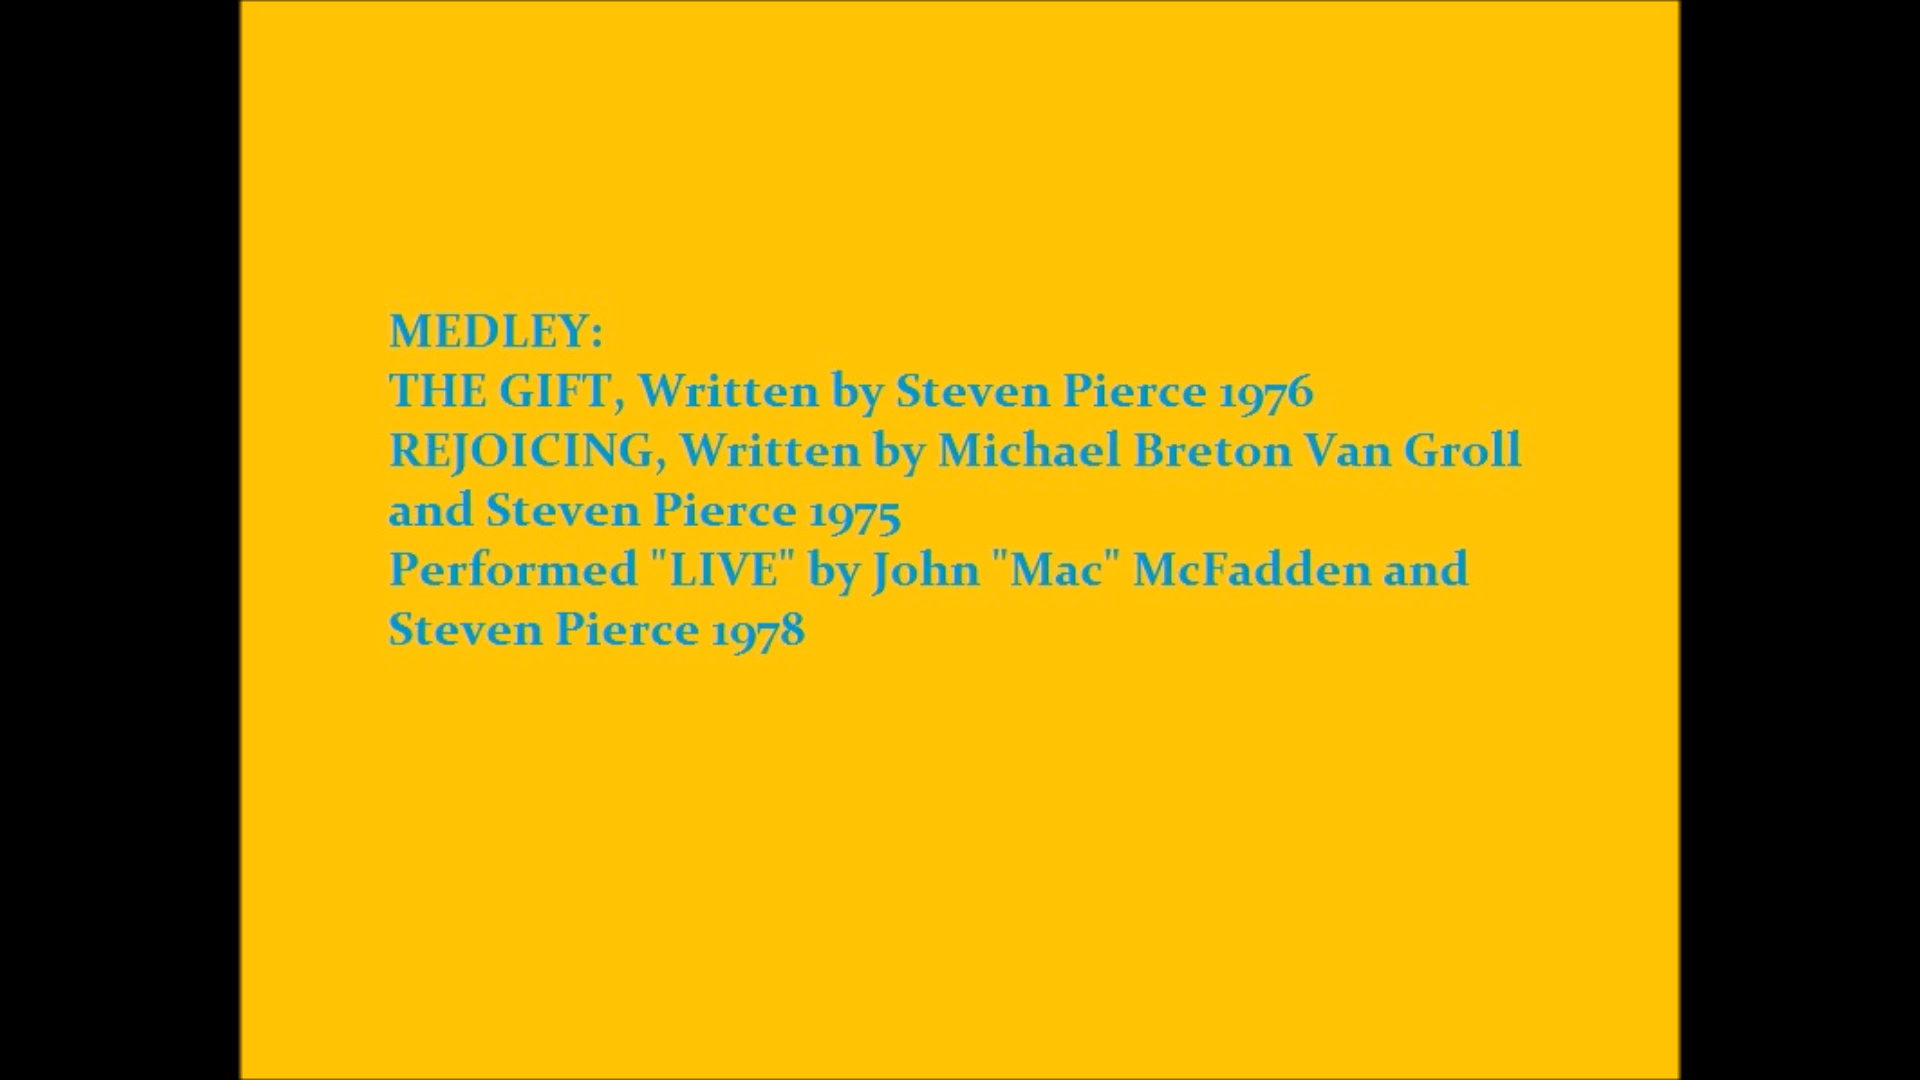 MEDLEY:
THE GIFT, Written by Steven Pierce 1976
REJOICING, Written by Michael Breton Van Groll
and Steven Pierce 1975
Performed "LIVE" by John "Mac" McFadden and
Steven Pierce 1978